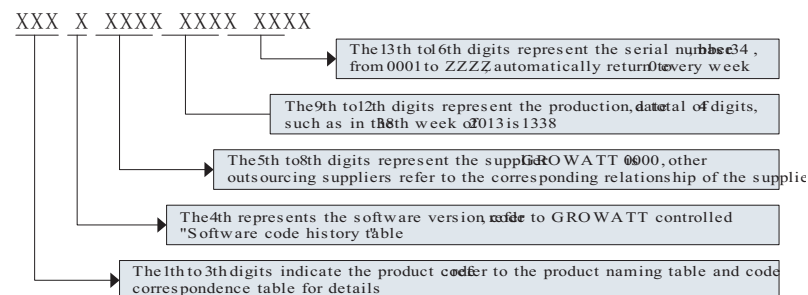 XXX X XXXX XXXX XXXX
The 13th to 16th digits represent the serial number, base 34 ,
from 0001 to ZZZZ, automatically return to 0 every week
The 9th to 12th digits represent the production date, a total of 4 digits,
such as in the 38th week of 2013 is 1338
The 5th to 8th digits represent the supplier GROWATT is 0000, other
outsourcing suppliers refer to the corresponding relationship of the supplie
The 4th represents the software version code, refer to GROWATT controlled
"Software code history table"
The 1th to 3th digits indicate the product code refer to the product naming table and code
correspondence table for details